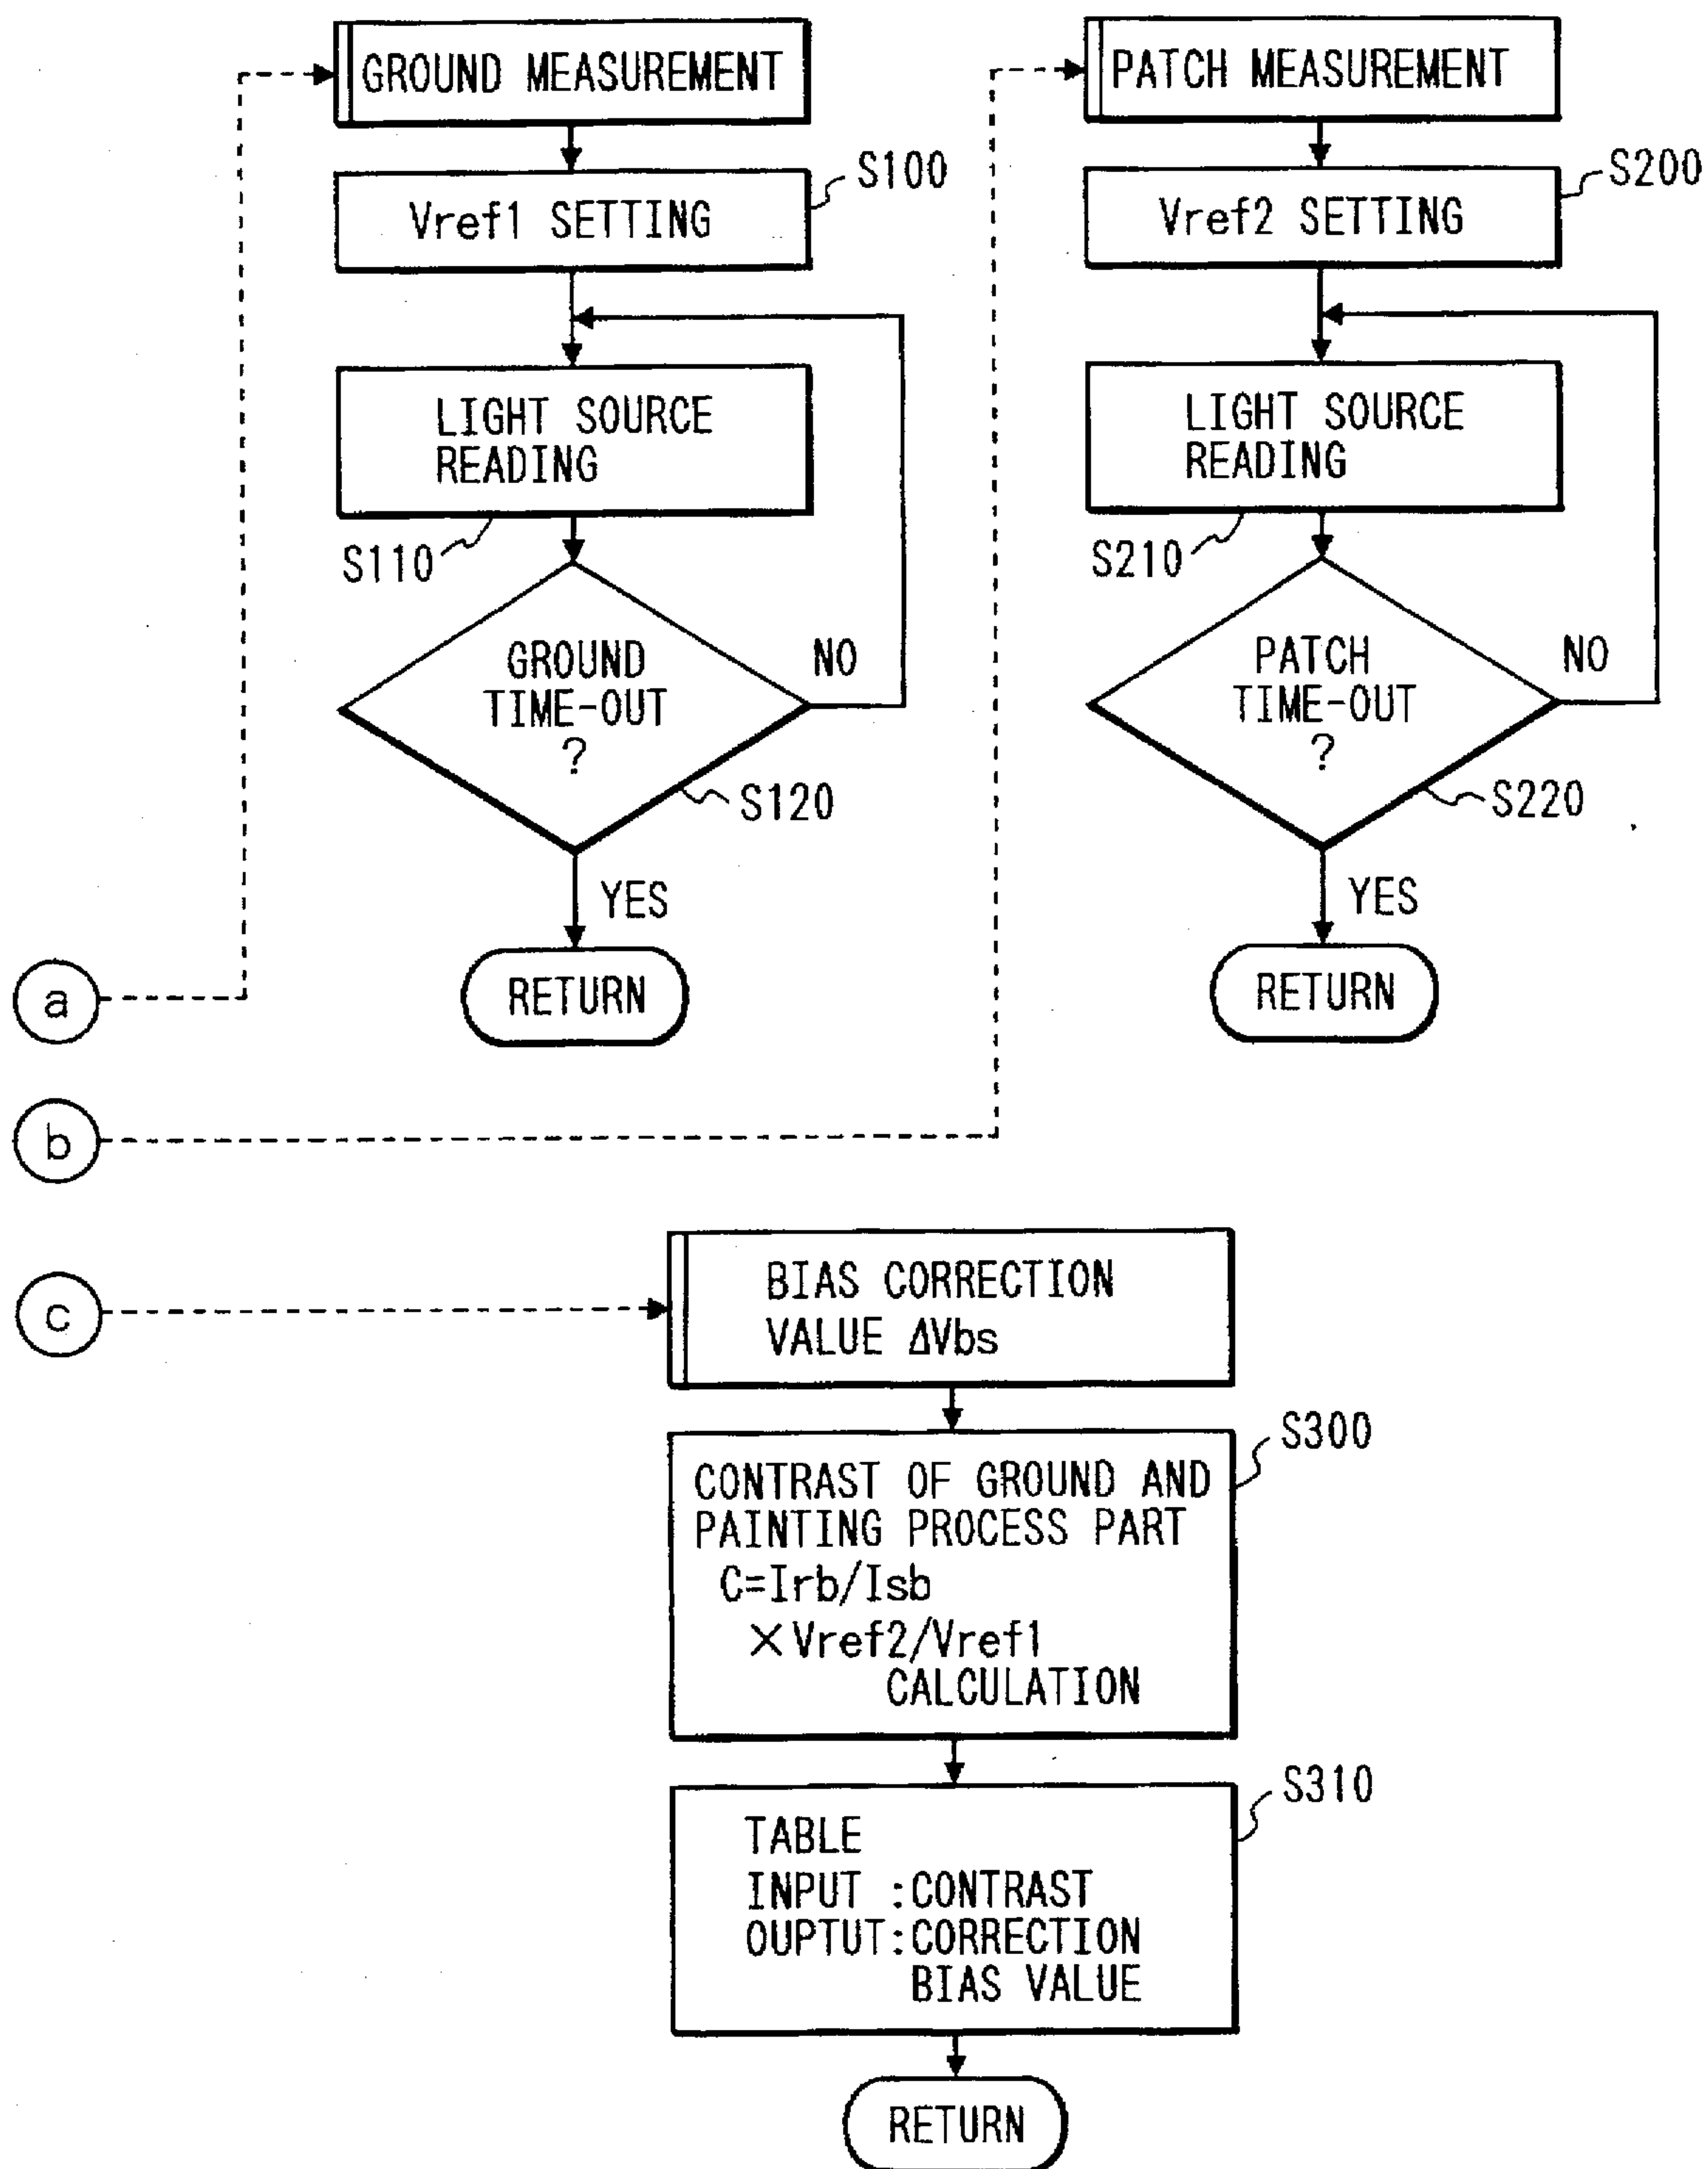 GROUND MEASUREMENT
Vref1 SETTING
S100
LIGHT SOURCE
READING
S110
GROUND
TIME-OUT
?
NO
S120
YES
RETURN
PATCH MEASUREMENT
Vref2 SETTING
S200
LIGHT SOURCE
READING
S210
PATCH
TIME-OUT
?
NO
S220
YES
RETURN
a
b
c
BIAS CORRECTION
VALUE ΔVbs
S300
CONTRAST OF GROUND AND
PAINTING PROCESS PART
C=Irb/Isb
×Vref2/Vref1
CALCULATION
S310
TABLE
INPUT :CONTRAST
OUPTUT:CORRECTION
BIAS VALUE
RETURN